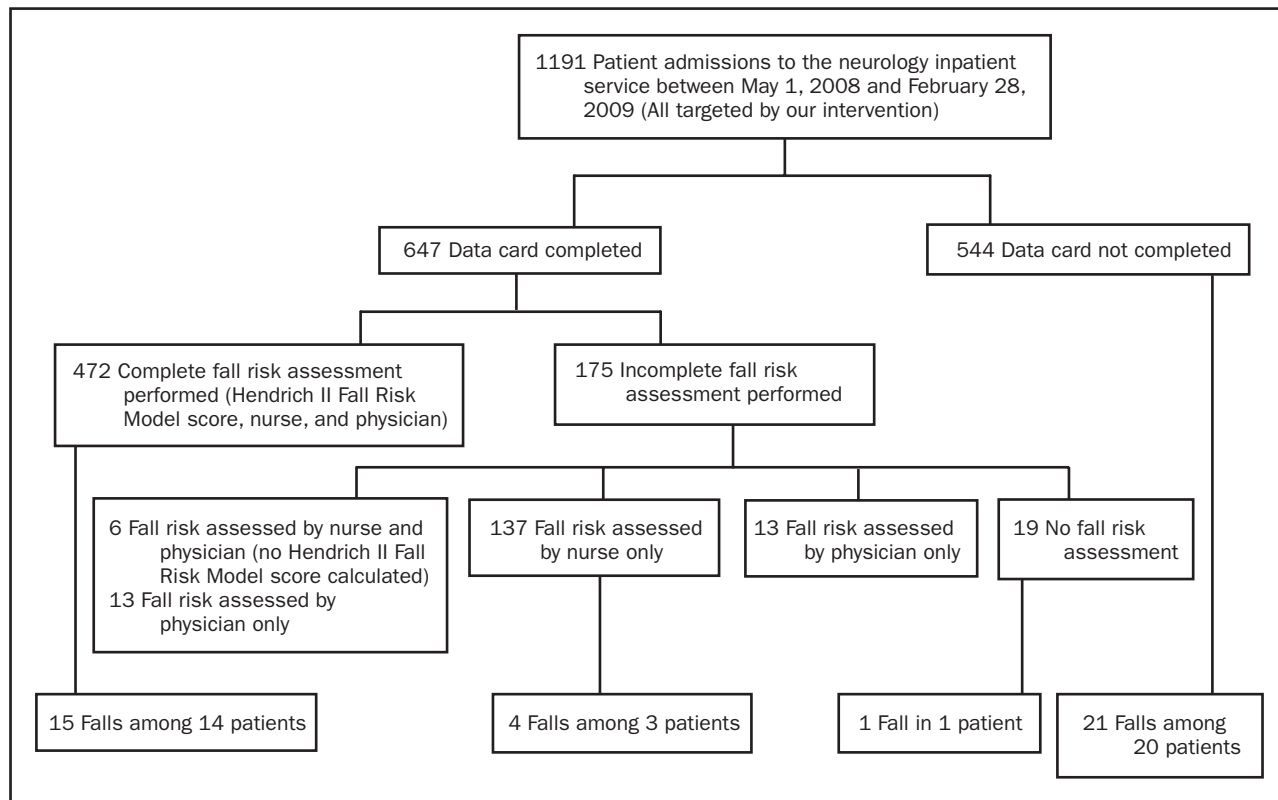 1191 Patient admissions to the neurology inpatient
service between May 1, 2008 and February 28,
2009 (All targeted by our intervention)
647 Data card completed
544 Data card not completed
472 Complete fall risk assessment
performed (Hendrich II Fall Risk
Model score, nurse, and physician)
175 Incomplete fall risk
assessment performed
6 Fall risk assessed by nurse and
physician (no Hendrich II Fall
Risk Model score calculated)
13 Fall risk assessed by
physician only
137 Fall risk assessed
by nurse only
13 Fall risk assessed
by physician only
19 No fall risk
assessment
15 Falls among 14 patients
4 Falls among 3 patients
1 Fall in 1 patient
21 Falls among
20 patients